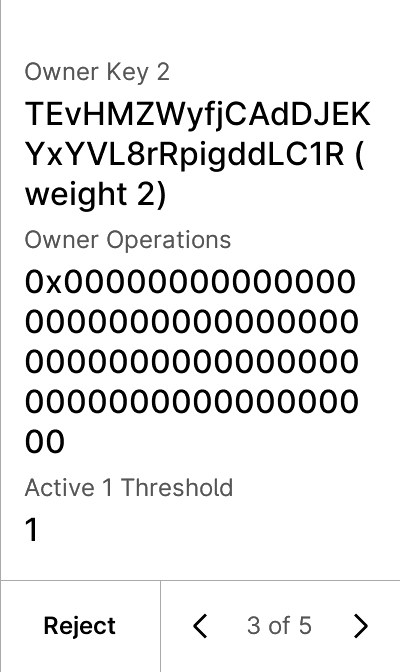 Owner Key 2
TEvHMZWyfjCAdDJEK
YxYVL8rRpigddLC1R (
weight 2)
Owner Operations
0x00000000000000
0000000000000000
0000000000000000
0000000000000000
00
Active 1 Threshold
1
Reject
3 of 5